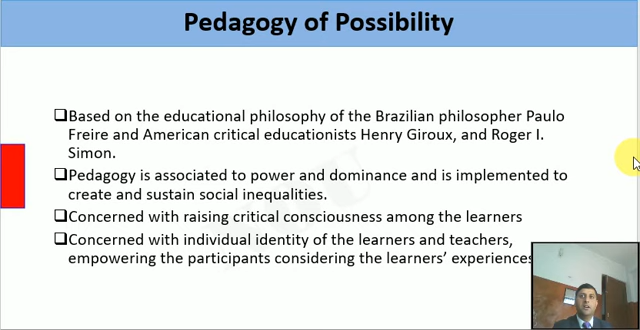 Pedagogy of Possibility
❑Based on the educational philosophy of the Brazilian philosopher Paulo
Freire and American critical educationists Henry Giroux, and Roger I.
Simon.
❑Pedagogy is associated to power and dominance and is implemented to
create and sustain social inequalities.
❑Concerned with raising critical consciousness among the learners
❑Concerned with individual identity of the learners and teachers,
empowering the participants considering the learners' experiences